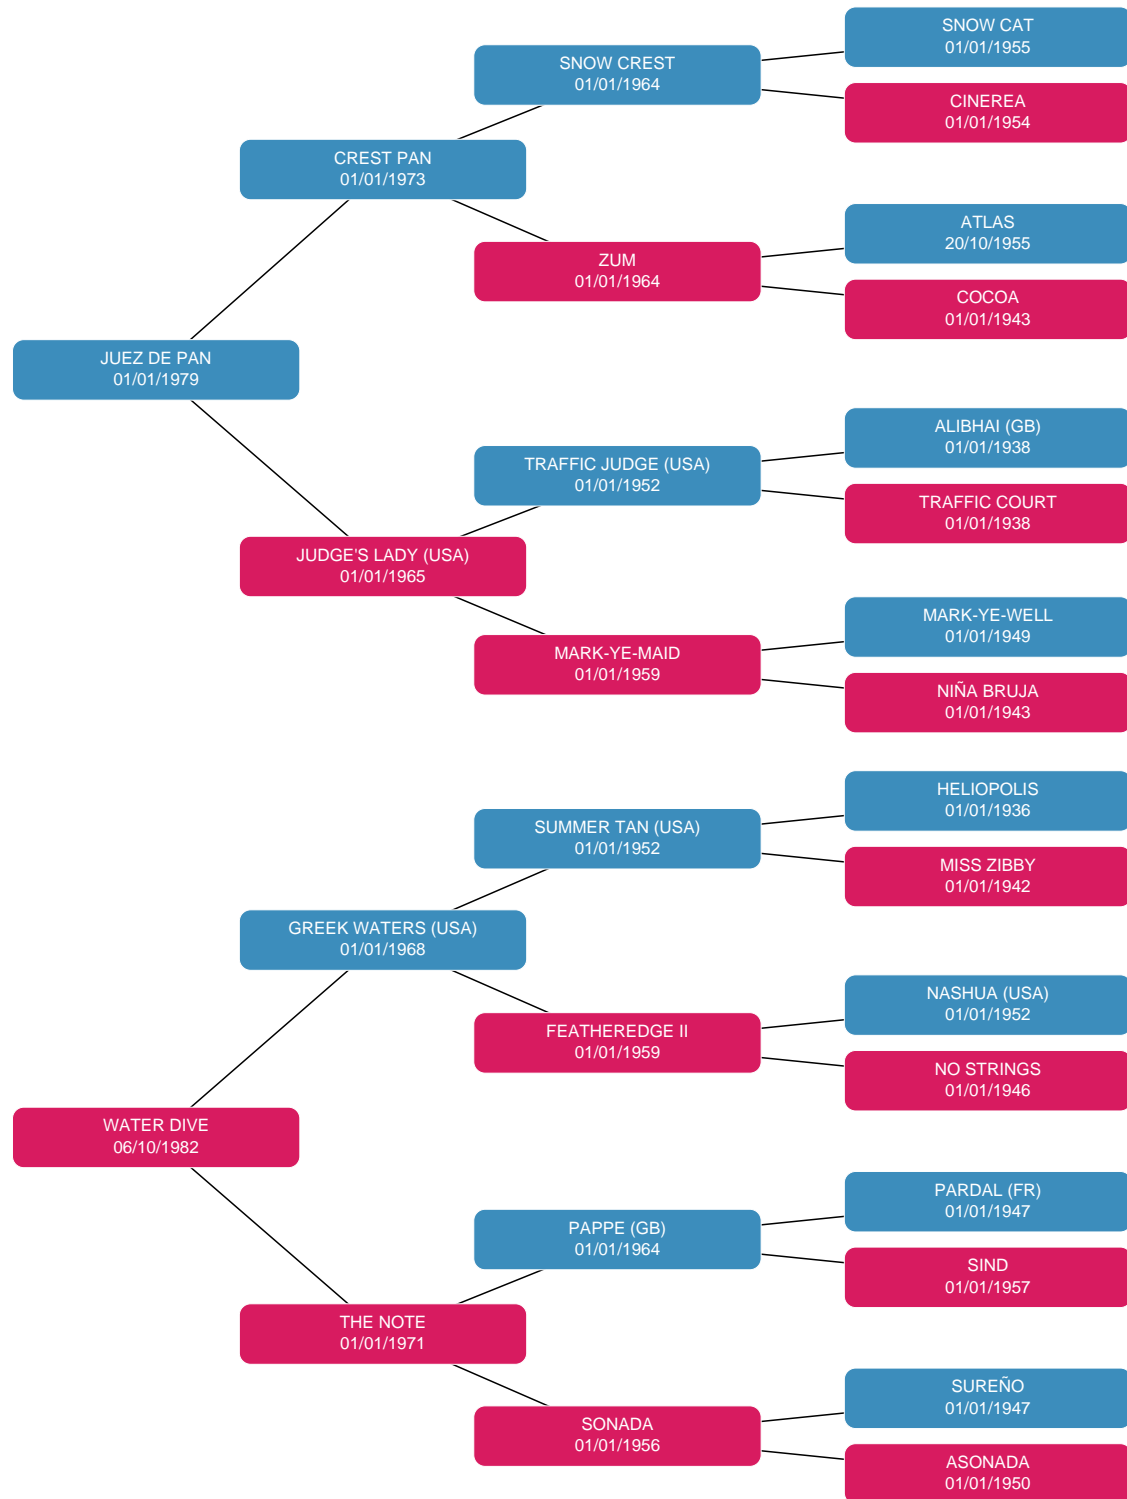 SNOW CAT
01/01/1955
SNOW CREST
01/01/1964
CINEREA
01/01/1954
CREST PAN
01/01/1973
ATLAS
20/10/1955
ZUM
01/01/1964
COCOA
01/01/1943
JUEZ DE PAN
01/01/1979
ALIBHAI (GB)
01/01/1938
TRAFFIC JUDGE (USA)
01/01/1952
TRAFFIC COURT
01/01/1938
JUDGE'S LADY (USA)
01/01/1965
MARK-YE-WELL
01/01/1949
MARK-YE-MAID
01/01/1959
NIÑA BRUJA
01/01/1943
HELIOPOLIS
01/01/1936
SUMMER TAN (USA)
01/01/1952
MISS ZIBBY
01/01/1942
GREEK WATERS (USA)
01/01/1968
NASHUA (USA)
01/01/1952
FEATHEREDGE II
01/01/1959
NO STRINGS
01/01/1946
WATER DIVE
06/10/1982
PARDAL (FR)
01/01/1947
PAPPE (GB)
01/01/1964
SIND
01/01/1957
THE NOTE
01/01/1971
SUREÑO
01/01/1947
SONADA
01/01/1956
ASONADA
01/01/1950